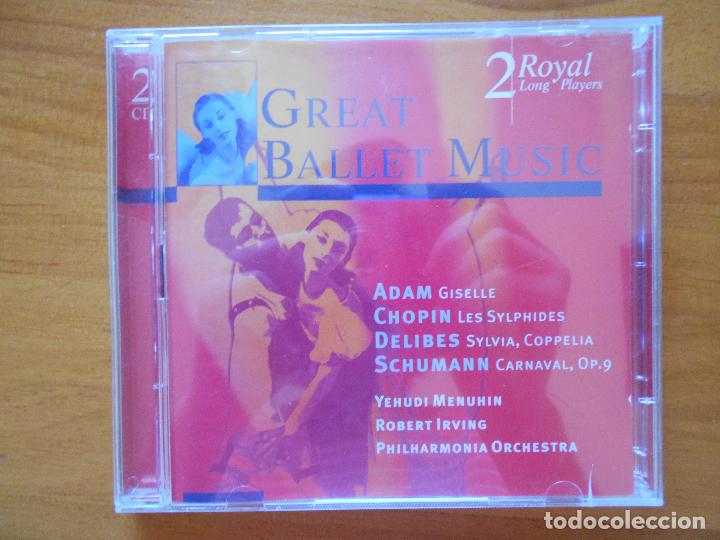 2
CD
2 Royal
Long Players
GREAT
BALLET MUSIC
ADAM GISELLE
CHOPIN LES SYLPHIDES
DELIBES SYLVIA, COPPELIA
SCHUMANN CARNAVAL, OP.9
YEHUDI MENUHIN
ROBERT IRVING
PHILHARMONIA ORCHESTRA
todocoleccion.net